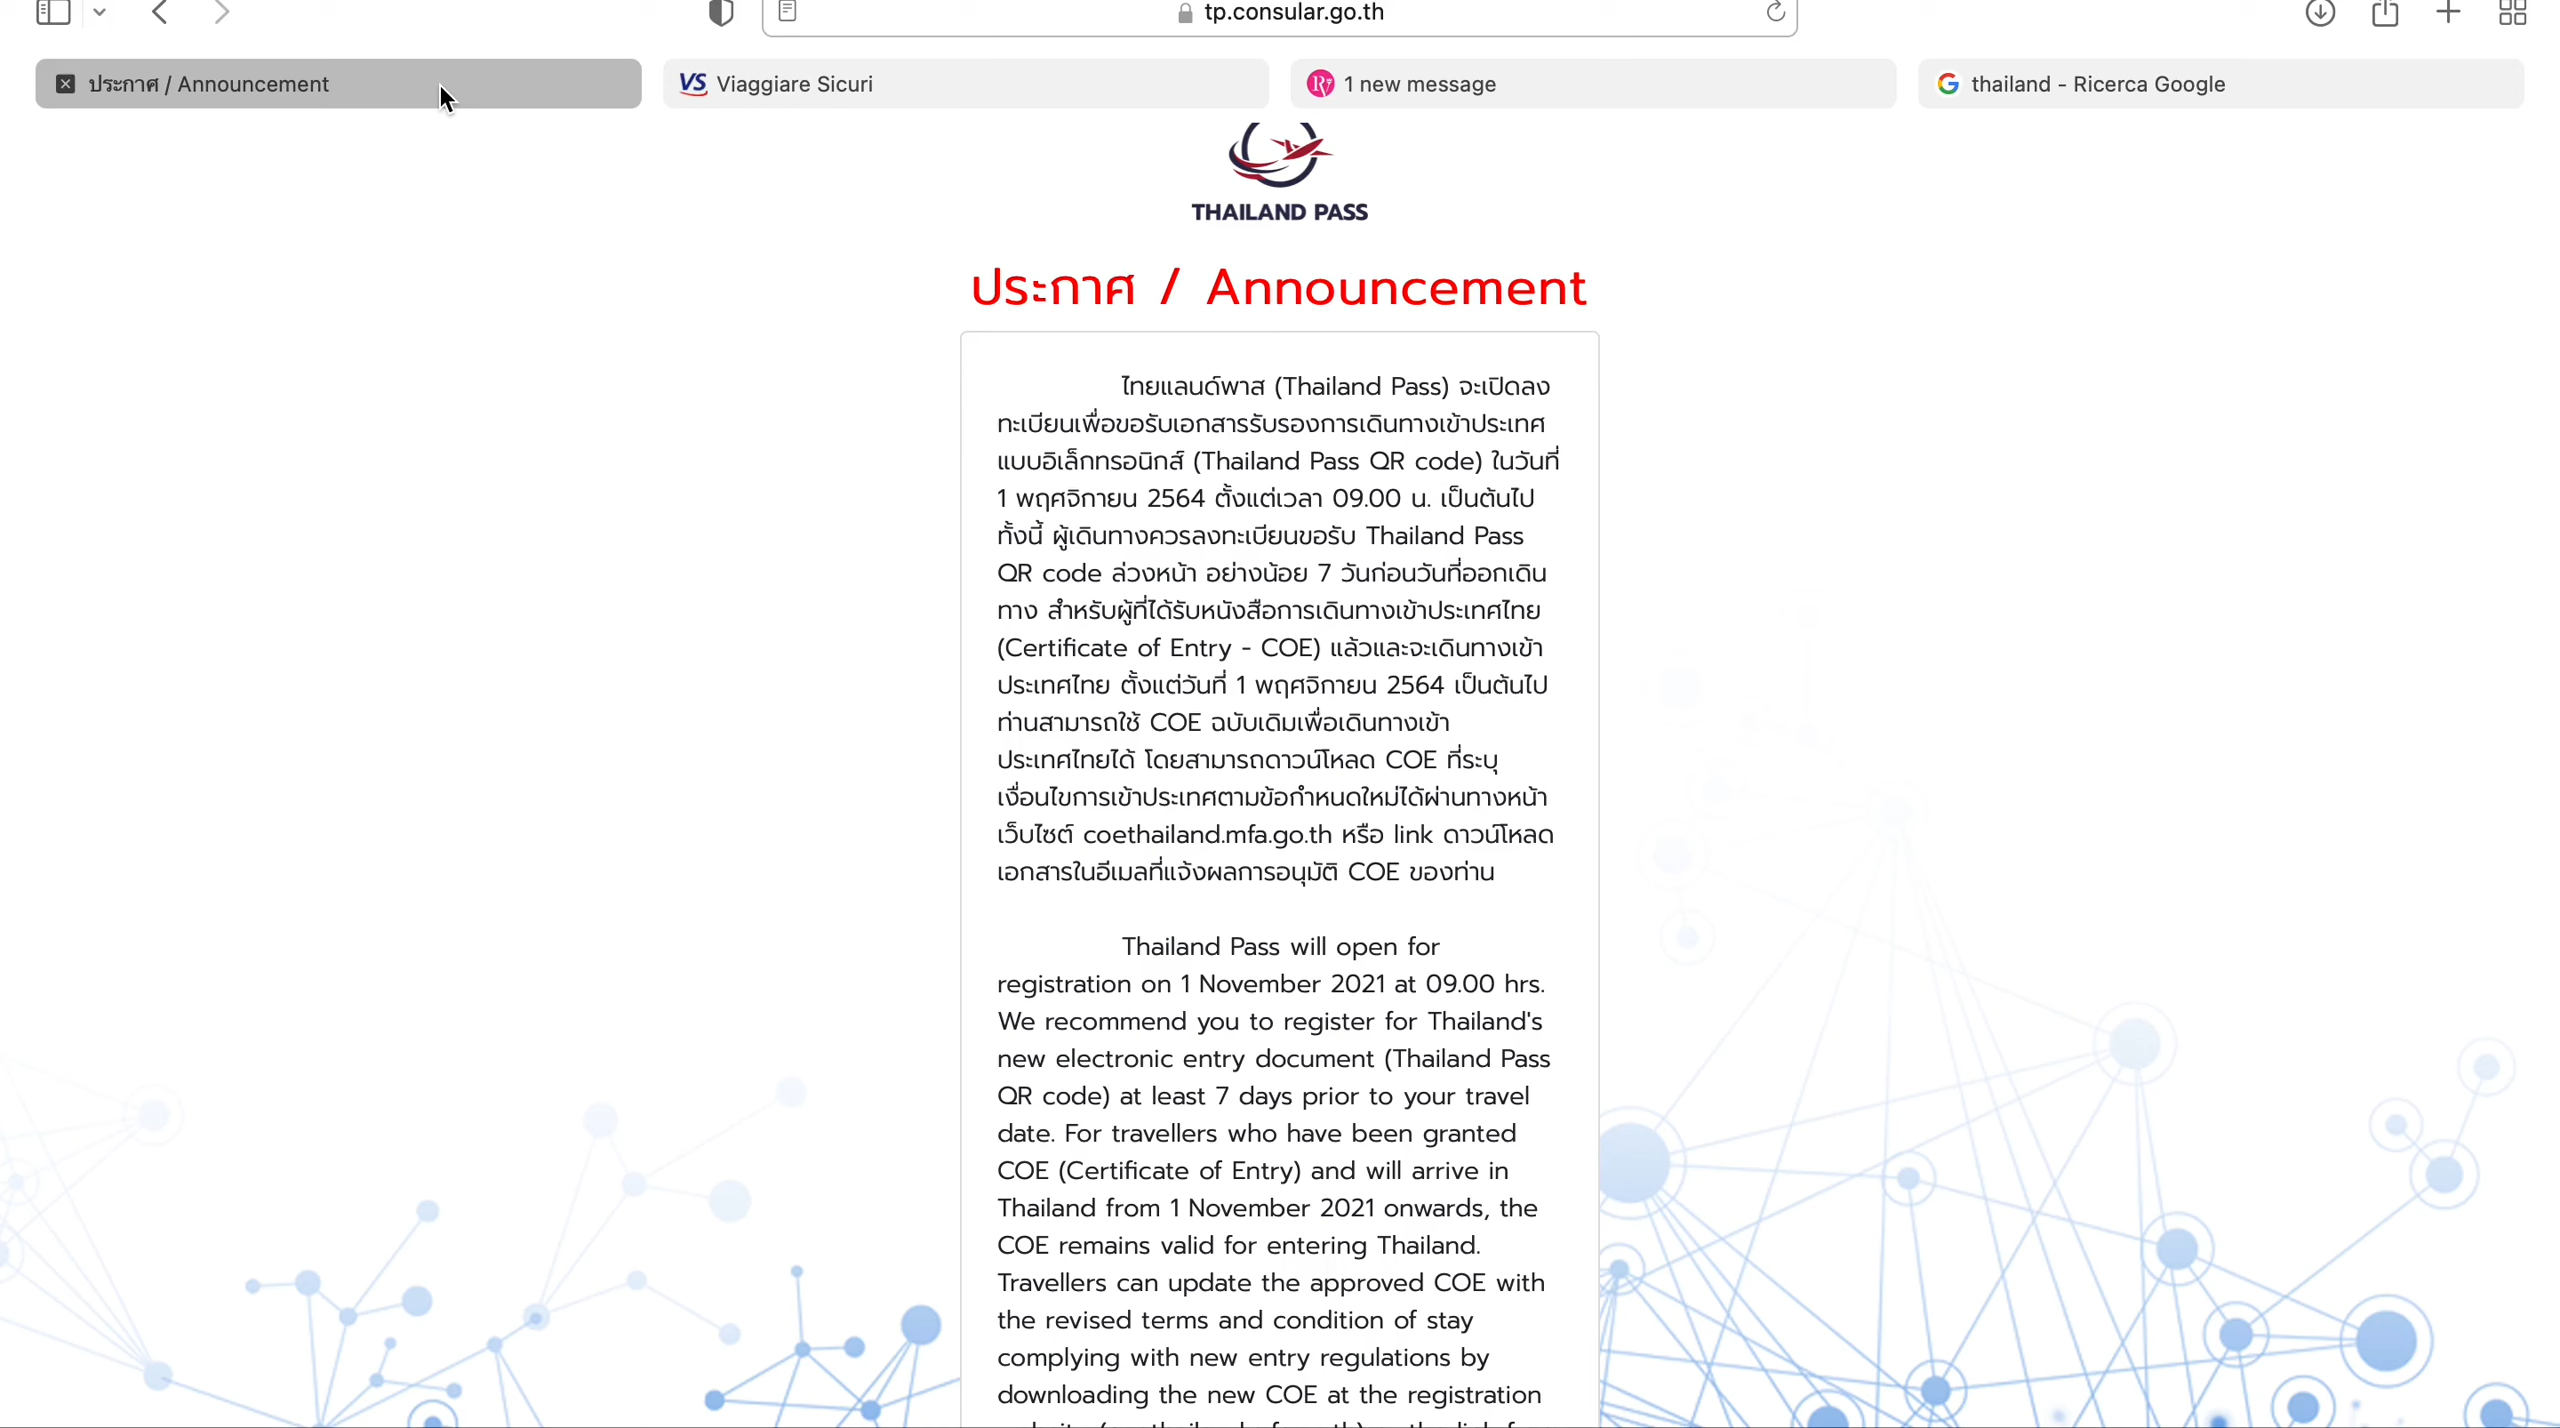 tp.consular.go.th
ประกาศ / Announcement
VS Viaggiare Sicuri
1 new message
thailand - Ricerca Google
THAILAND PASS
ประกาศ / Announcement
ไทยแลนด์พาส (Thailand Pass) จะเปิดลง
ทะเบียนเพื่อขอรับเอกสารรับรองการเดินทางเข้าประเทศ
แบบอิเล็กทรอนิกส์ (Thailand Pass QR code) ในวันที่
1 พฤศจิกายน 2564 ตั้งแต่เวลา 09.00 น. เป็นต้นไป
ทั้งนี้ ผู้เดินทางควรลงทะเบียนขอรับ Thailand Pass
QR code ล่วงหน้า อย่างน้อย 7 วันก่อนวันที่ออกเดิน
ทาง สำหรับผู้ที่ได้รับหนังสือการเดินทางเข้าประเทศไทย
(Certificate of Entry - COE) แล้วและจะเดินทางเข้า
ประเทศไทย ตั้งแต่วันที่ 1 พฤศจิกายน 2564 เป็นต้นไป
ท่านสามารถใช้ COE ฉบับเดิมเพื่อเดินทางเข้า
ประเทศไทยได้ โดยสามารถดาวน์โหลด COE ที่ระบุ
เงื่อนไขการเข้าประเทศตามข้อกำหนดใหม่ได้ผ่านทางหน้า
เว็บไซต์ coethailand.mfa.go.th หรือ link ดาวน์โหลด
เอกสารในอีเมลที่แจ้งผลการอนุมัติ COE ของท่าน
Thailand Pass will open for
registration on 1 November 2021 at 09.00 hrs.
We recommend you to register for Thailand's
new electronic entry document (Thailand Pass
QR code) at least 7 days prior to your travel
date. For travellers who have been granted
COE (Certificate of Entry) and will arrive in
Thailand from 1 November 2021 onwards, the
COE remains valid for entering Thailand.
Travellers can update the approved COE with
the revised terms and condition of stay
complying with new entry regulations by
downloading the new COE at the registration